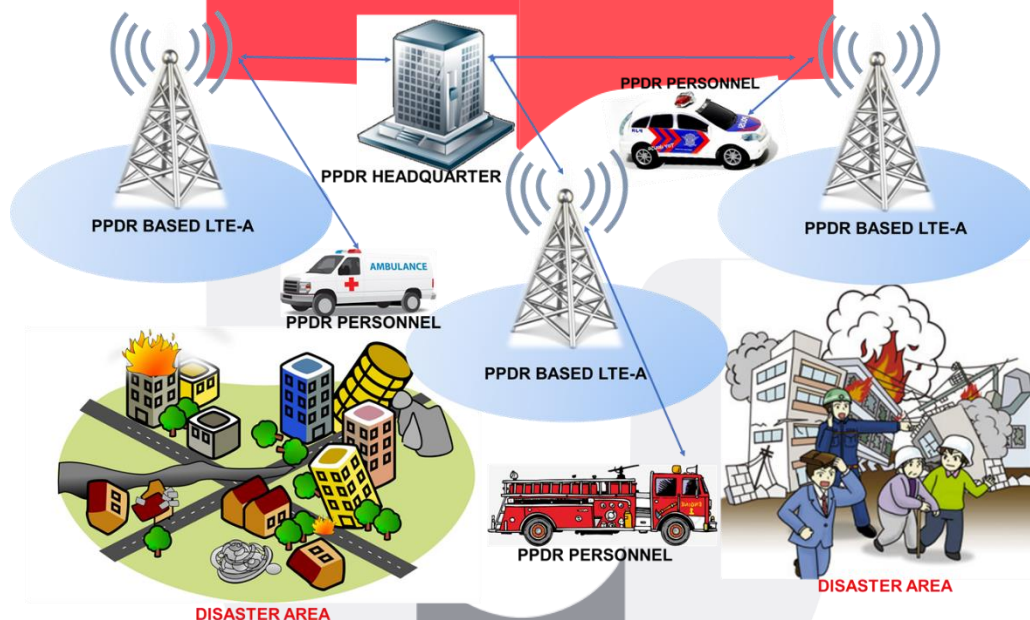 PPDR PERSONNEL
PPDR HEADQUARTER
PPDR BASED LTE-A
PPDR BASED LTE-A
AMBULANCE
PPDR PERSONNEL
PPDR BASED LTE-A
PPDR PERSONNEL
DISASTER AREA
DISASTER AREA